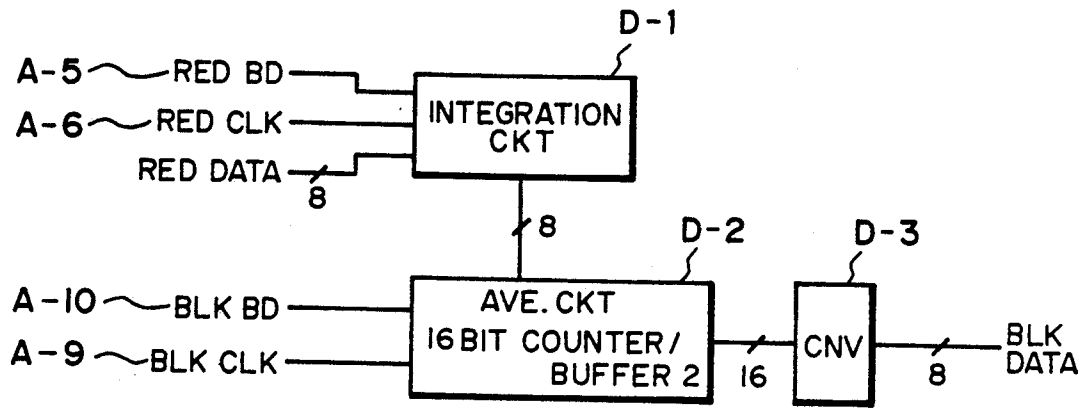 D-1
A-5 RED BD
A-6 RED CLK
RED DATA
8
INTEGRATION
CKT
8
D-2
D-3
A-10 BLK BD
A-9 BLK CLK
AVE. CKT
16 BIT COUNTER/
BUFFER 2
16
CNV
8
BLK
DATA